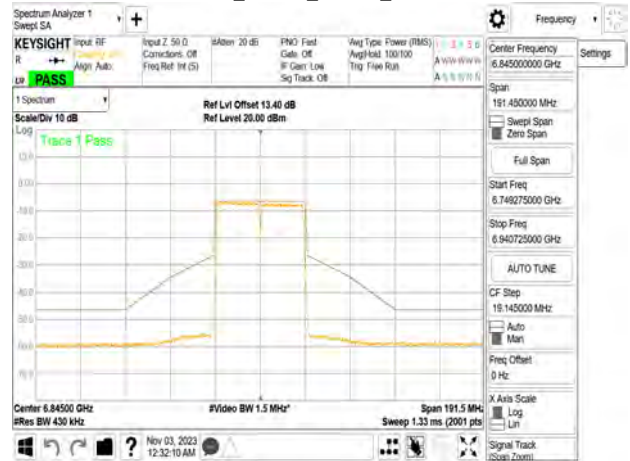 Spectrum Analyzer 1
Swept SA
Frequency
KEYSIGHT
R
PASS
Input: RF
Align: Auto
Input Z: 50 Ω
Corrections: Off
Freq Ref: Int (S)
#Atten: 20 dB
PNO: Fast
Gate: Off
IF Gain: Low
Sig Track: Off
Avg Type: Power (RMS)
Avg|Hold: 100/100
Trig: Free Run
1 Spectrum
Scale/Div 10 dB
Ref Lvl Offset 13.40 dB
Ref Level 20.00 dBm
Log
Trace 1 Pass
Center 6.84500 GHz
#Res BW 430 kHz
#Video BW 1.5 MHz*
Span 191.5 MHz
Sweep 1.33 ms (2001 pts)
Center Frequency
6.845000000 GHz
Settings
Span
191.450000 MHz
Swept Span
Zero Span
Full Span
Start Freq
6.749275000 GHz
Stop Freq
6.940725000 GHz
AUTO TUNE
CF Step
19.145000 MHz
Auto
Man
Freq Offset
0 Hz
X Axis Scale
Log
Lin
Signal Track
(Span Zoom)
Nov 03, 2023
12:32:10 AM